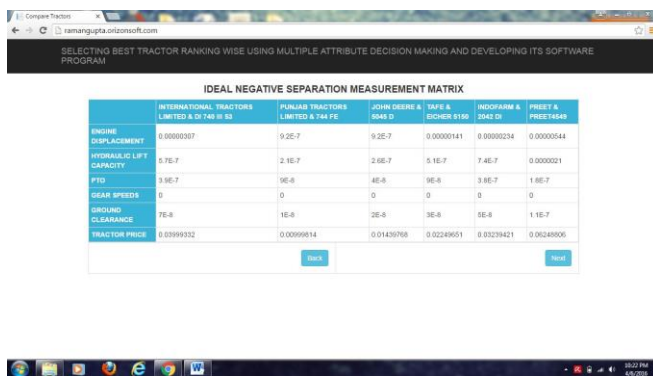 Compare Tractors
ramangupta.orizonsoft.com
SELECTING BEST TRACTOR RANKING WISE USING MULTIPLE ATTRIBUTE DECISION MAKING AND DEVELOPING ITS SOFTWARE
PROGRAM
IDEAL NEGATIVE SEPARATION MEASUREMENT MATRIX
INTERNATIONAL TRACTORS LIMITED & DI 740 III S3 PUNJAB TRACTORS LIMITED & 744 FE JOHN DEERE & 5045 D TAFE & EICHER 5150 INDOFARM & 2042 DI PREET & PREET4549
ENGINE DISPLACEMENT 0.00000307 9.2E-7 9.2E-7 0.00000141 0.00000234 0.00000544
HYDRAULIC LIFT CAPACITY 5.7E-7 2.1E-7 2.6E-7 5.1E-7 7.4E-7 0.0000021
PTO 3.9E-7 9E-8 4E-8 9E-8 3.8E-7 1.8E-7
GEAR SPEEDS 0 0 0 0 0 0
GROUND CLEARANCE 7E-8 1E-8 2E-8 3E-8 5E-8 1.1E-7
TRACTOR PRICE 0.03999332 0.00999814 0.01439768 0.02249651 0.03239421 0.06248806
Back Next
10:22 PM
4/6/2016